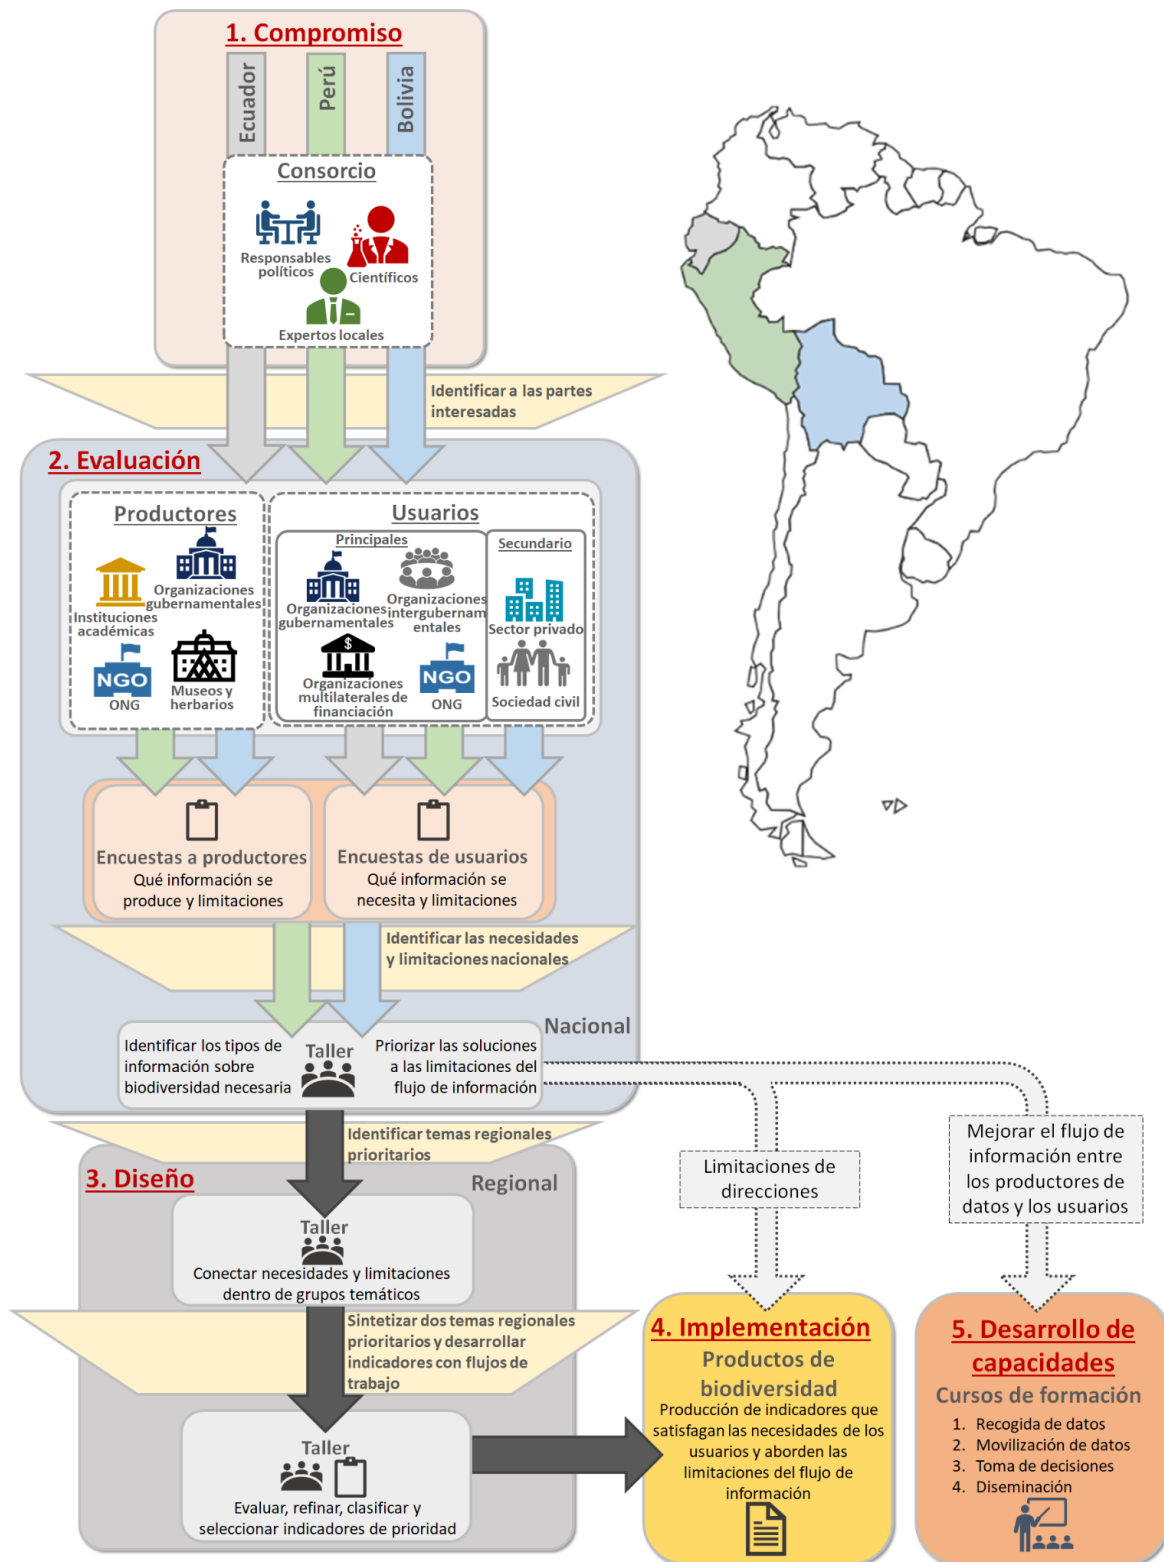 1. Compromiso
Ecuador
Perú
Bolivia
Consorcio
Responsables
políticos
Científicos
Expertos locales
Identificar a las partes
interesadas
2. Evaluación
Productores
Organizaciones
gubernamentales
Instituciones
académicas
NGO
ONG
Museos y
herbarios
Usuarios
Principales
Organizaciones
gubernamentales
Organizaciones
intergubernam
entales
$
Organizaciones
multilaterales de
financiación
NGO
ONG
Secundario
Sector privado
Sociedad civil
Encuestas a productores
Qué información se
produce y limitaciones
Encuestas de usuarios
Qué información se
necesita y limitaciones
Identificar las necesidades
y limitaciones nacionales
Nacional
Identificar los tipos de
información sobre
biodiversidad necesaria
Taller
Priorizar las soluciones
a las limitaciones del
flujo de información
Identificar temas regionales
prioritarios
3. Diseño
Regional
Taller
Conectar necesidades y limitaciones
dentro de grupos temáticos
Sintetizar dos temas regionales
prioritarios y desarrollar
indicadores con flujos de
trabajo
Taller
Evaluar, refinar, clasificar y
seleccionar indicadores de prioridad
Limitaciones de
direcciones
Mejorar el flujo de
información entre
los productores de
datos y los usuarios
4. Implementación
Productos de
biodiversidad
Producción de indicadores que
satisfagan las necesidades de los
usuarios y aborden las
limitaciones del flujo de
información
5. Desarrollo de
capacidades
Cursos de formación
1. Recogida de datos
2. Movilización de datos
3. Toma de decisiones
4. Diseminación